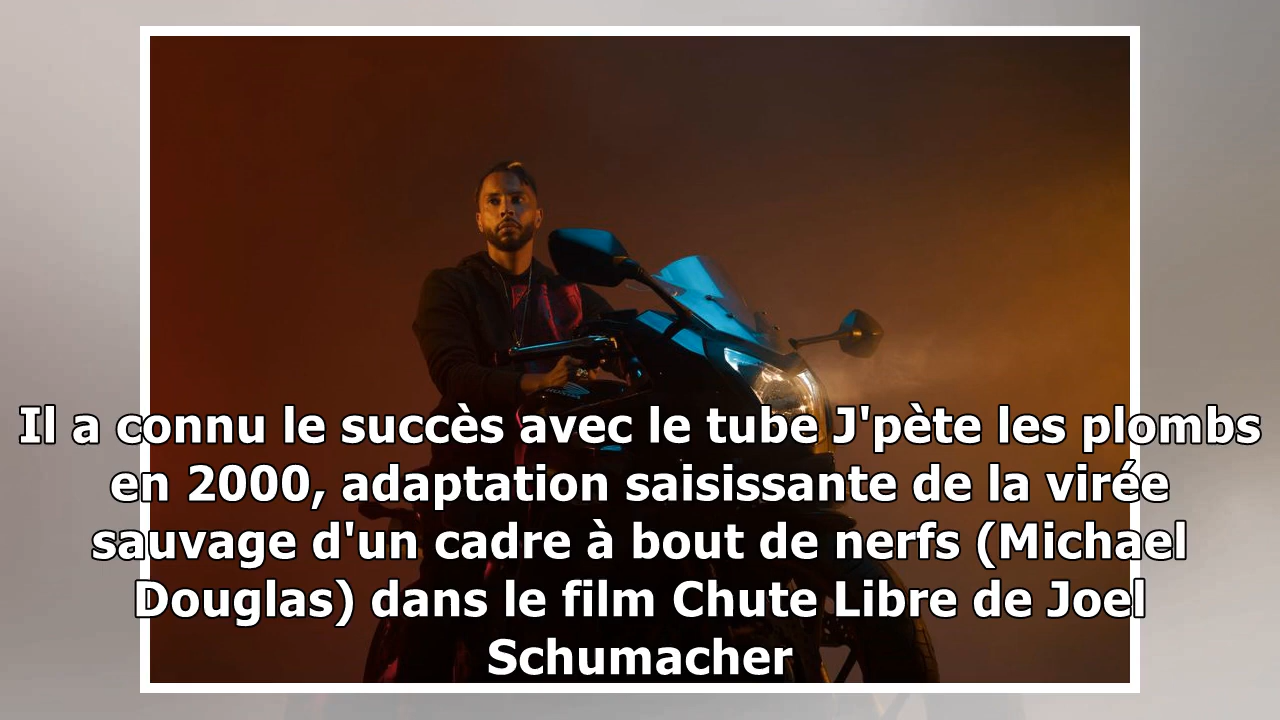 Il a connu le succès avec le tube J'pète les plombs
en 2000, adaptation saisissante de la virée
sauvage d'un cadre à bout de nerfs (Michael
Douglas) dans le film Chute Libre de Joel
Schumacher